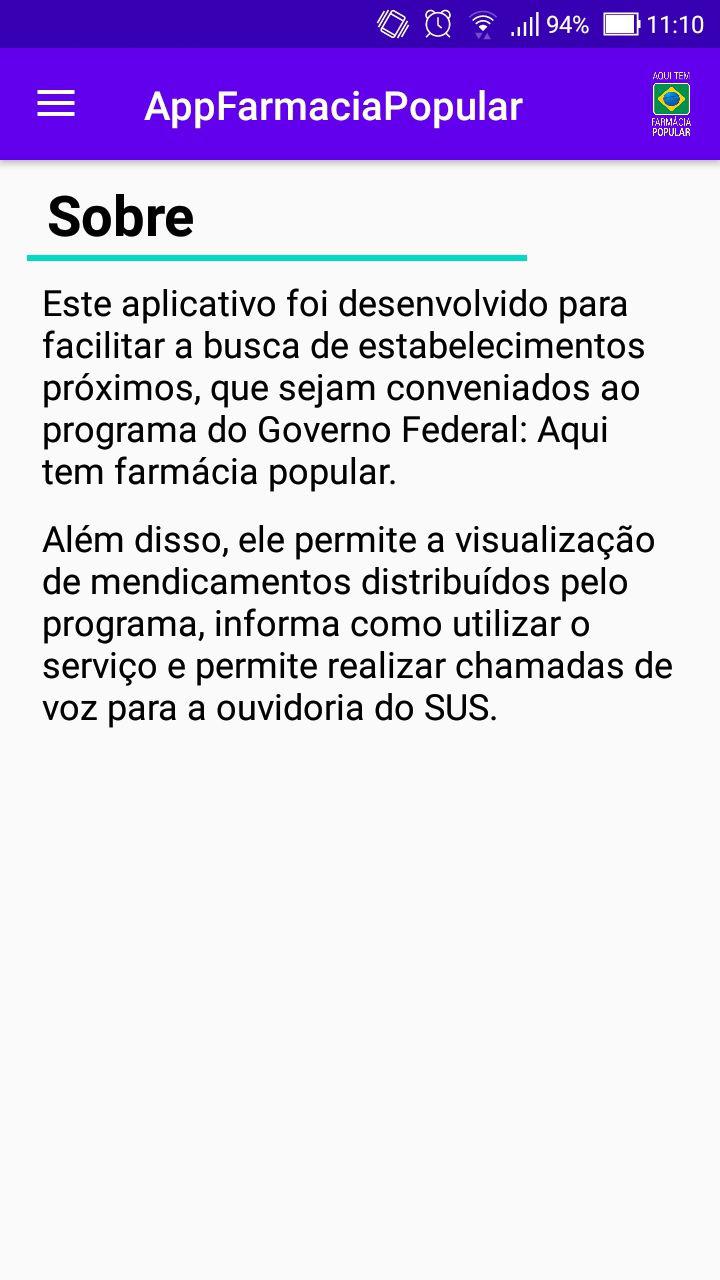 94% 11:10
AppFarmaciaPopular
AQUI TEM
FARMÁCIA
POPULAR
Sobre
Este aplicativo foi desenvolvido para
facilitar a busca de estabelecimentos
próximos, que sejam conveniados ao
programa do Governo Federal: Aqui
tem farmácia popular.
Além disso, ele permite a visualização
de mendicamentos distribuídos pelo
programa, informa como utilizar o
serviço e permite realizar chamadas de
voz para a ouvidoria do SUS.